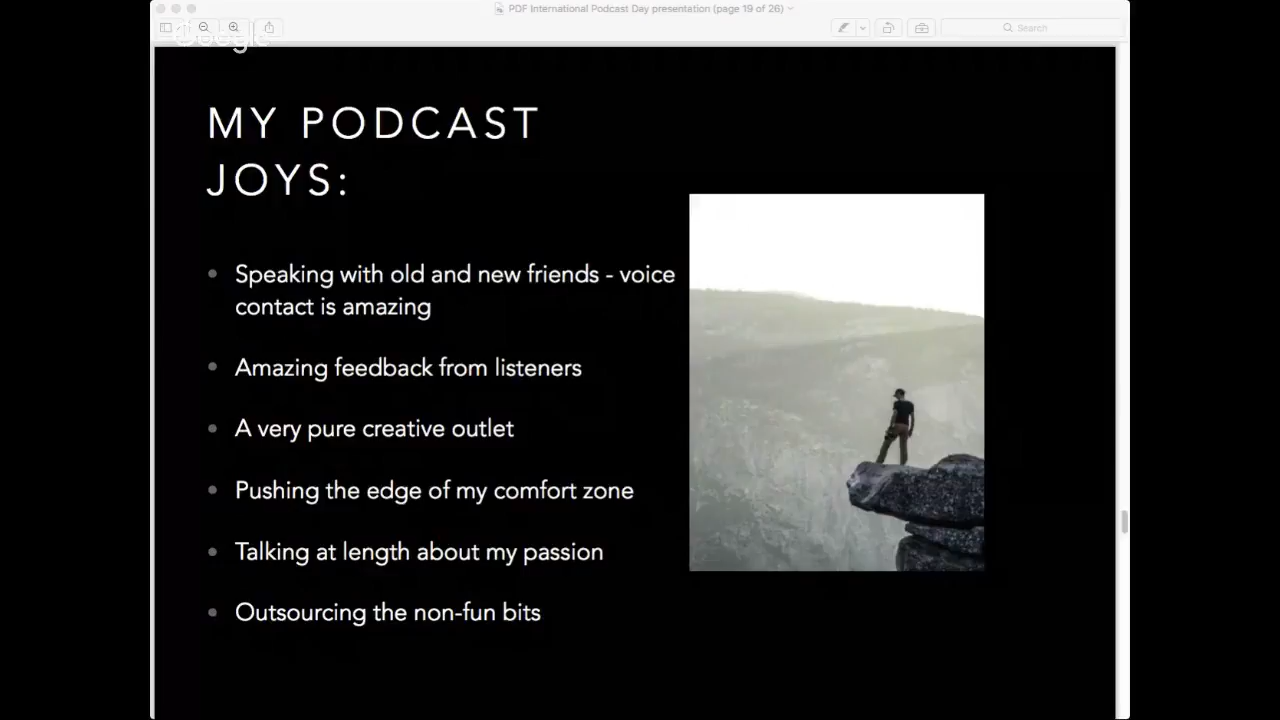 PDF International Podcast Day presentation (page 19 of 26)
Google
Search
MY PODCAST
JOYS:
Speaking with old and new friends - voice
contact is amazing
Amazing feedback from listeners
A very pure creative outlet
Pushing the edge of my comfort zone
Talking at length about my passion
Outsourcing the non-fun bits